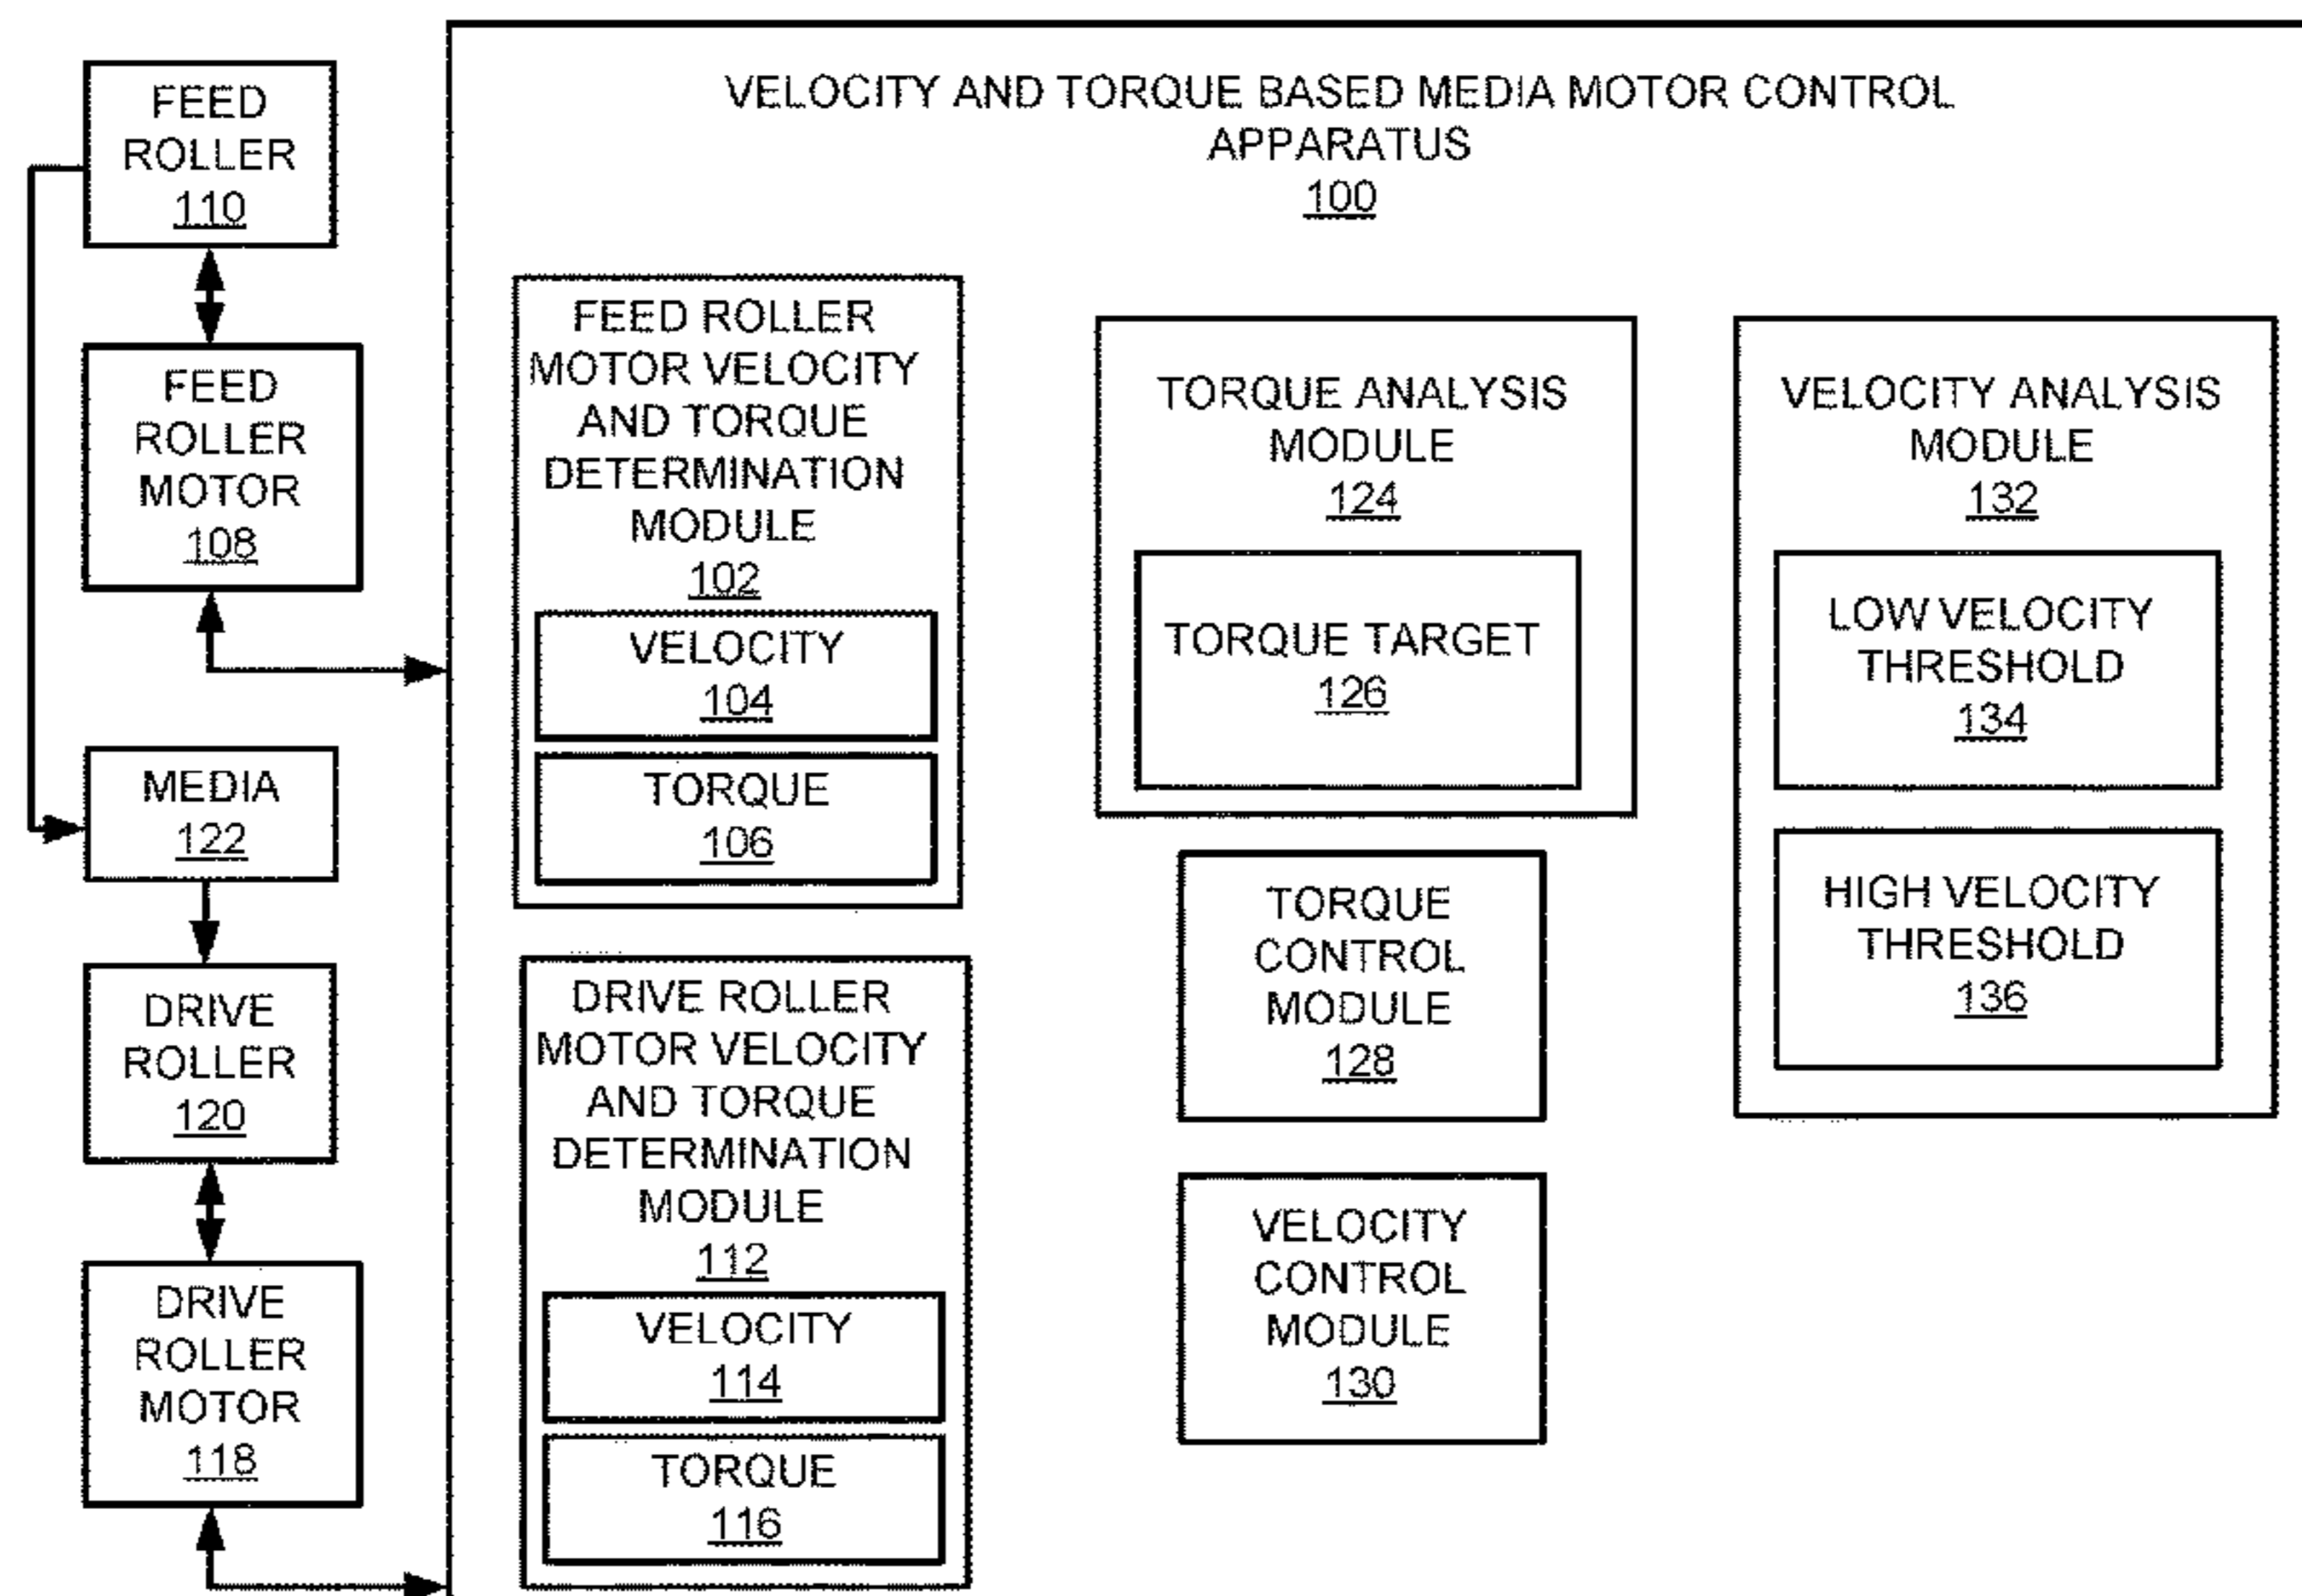 FEED
ROLLER
110
FEED
ROLLER
MOTOR
108
MEDIA
122
DRIVE
ROLLER
120
DRIVE
ROLLER
MOTOR
118
VELOCITY AND TORQUE BASED MEDIA MOTOR CONTROL
APPARATUS
100
FEED ROLLER
MOTOR VELOCITY
AND TORQUE
DETERMINATION
MODULE
102
VELOCITY
104
TORQUE
106
DRIVE ROLLER
MOTOR VELOCITY
AND TORQUE
DETERMINATION
MODULE
112
VELOCITY
114
TORQUE
116
TORQUE ANALYSIS
MODULE
124
TORQUE TARGET
126
TORQUE
CONTROL
MODULE
128
VELOCITY
CONTROL
MODULE
130
VELOCITY ANALYSIS
MODULE
132
LOW VELOCITY
THRESHOLD
134
HIGH VELOCITY
THRESHOLD
136